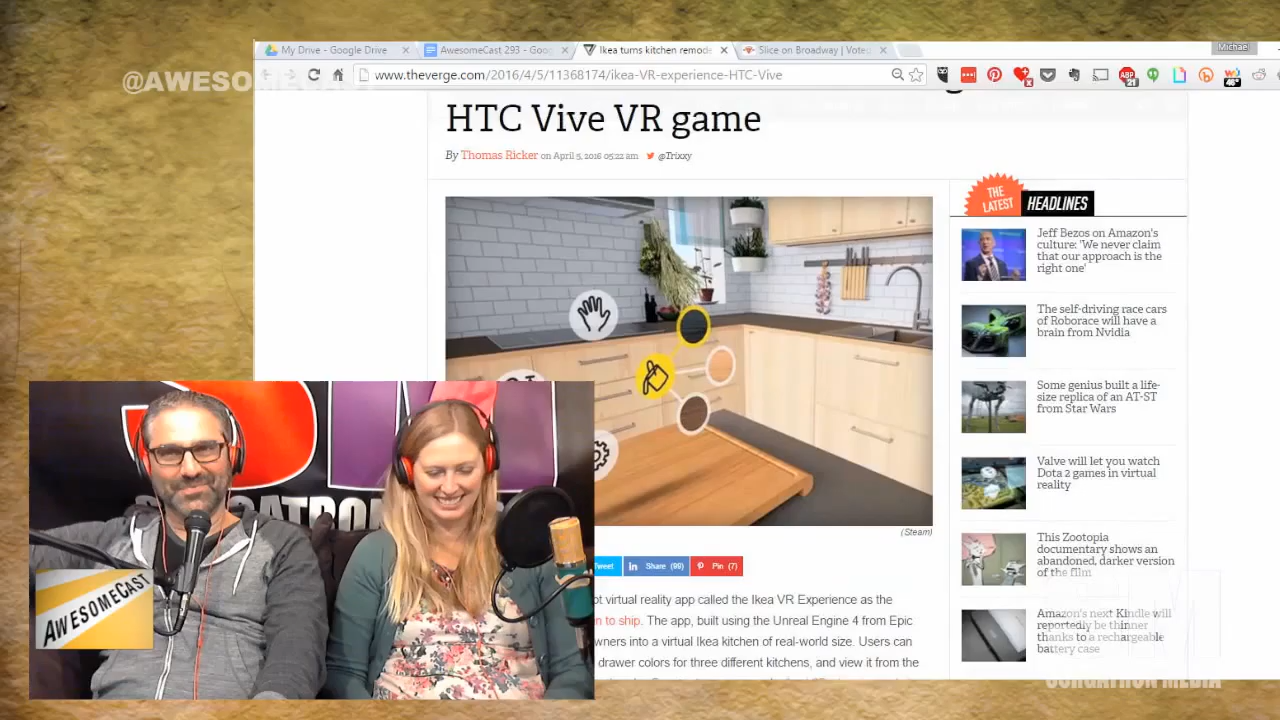 My Drive - Google Drive
AwesomeCast 293 - Goog
Ikea turns kitchen remode
Slice on Broadway | Vote
Michael
@AWESOMECAST
www.theverge.com/2016/4/5/11368174/ikea-VR-experience-HTC-Vive
HTC Vive VR game
By Thomas Ricker on April 5, 2016 05:22 am @Trixxy
THE LATEST HEADLINES
Jeff Bezos on Amazon's
culture: 'We never claim
that our approach is the
right one'
The self-driving race cars
of Roborace will have a
brain from Nvidia
Some genius built a life-
size replica of an AT-ST
from Star Wars
Valve will let you watch
Dota 2 games in virtual
reality
This Zootopia
documentary shows an
abandoned, darker version
of the film
Amazon's next Kindle will
reportedly be thinner
thanks to a rechargeable
battery case
(Steam)
Tweet
Share (99)
Pin (7)
ot virtual reality app called the Ikea VR Experience as the
n to ship. The app, built using the Unreal Engine 4 from Epic
wners into a virtual Ikea kitchen of real-world size. Users can
drawer colors for three different kitchens, and view it from the
AWESOMECAST
SORGATRON MEDIA